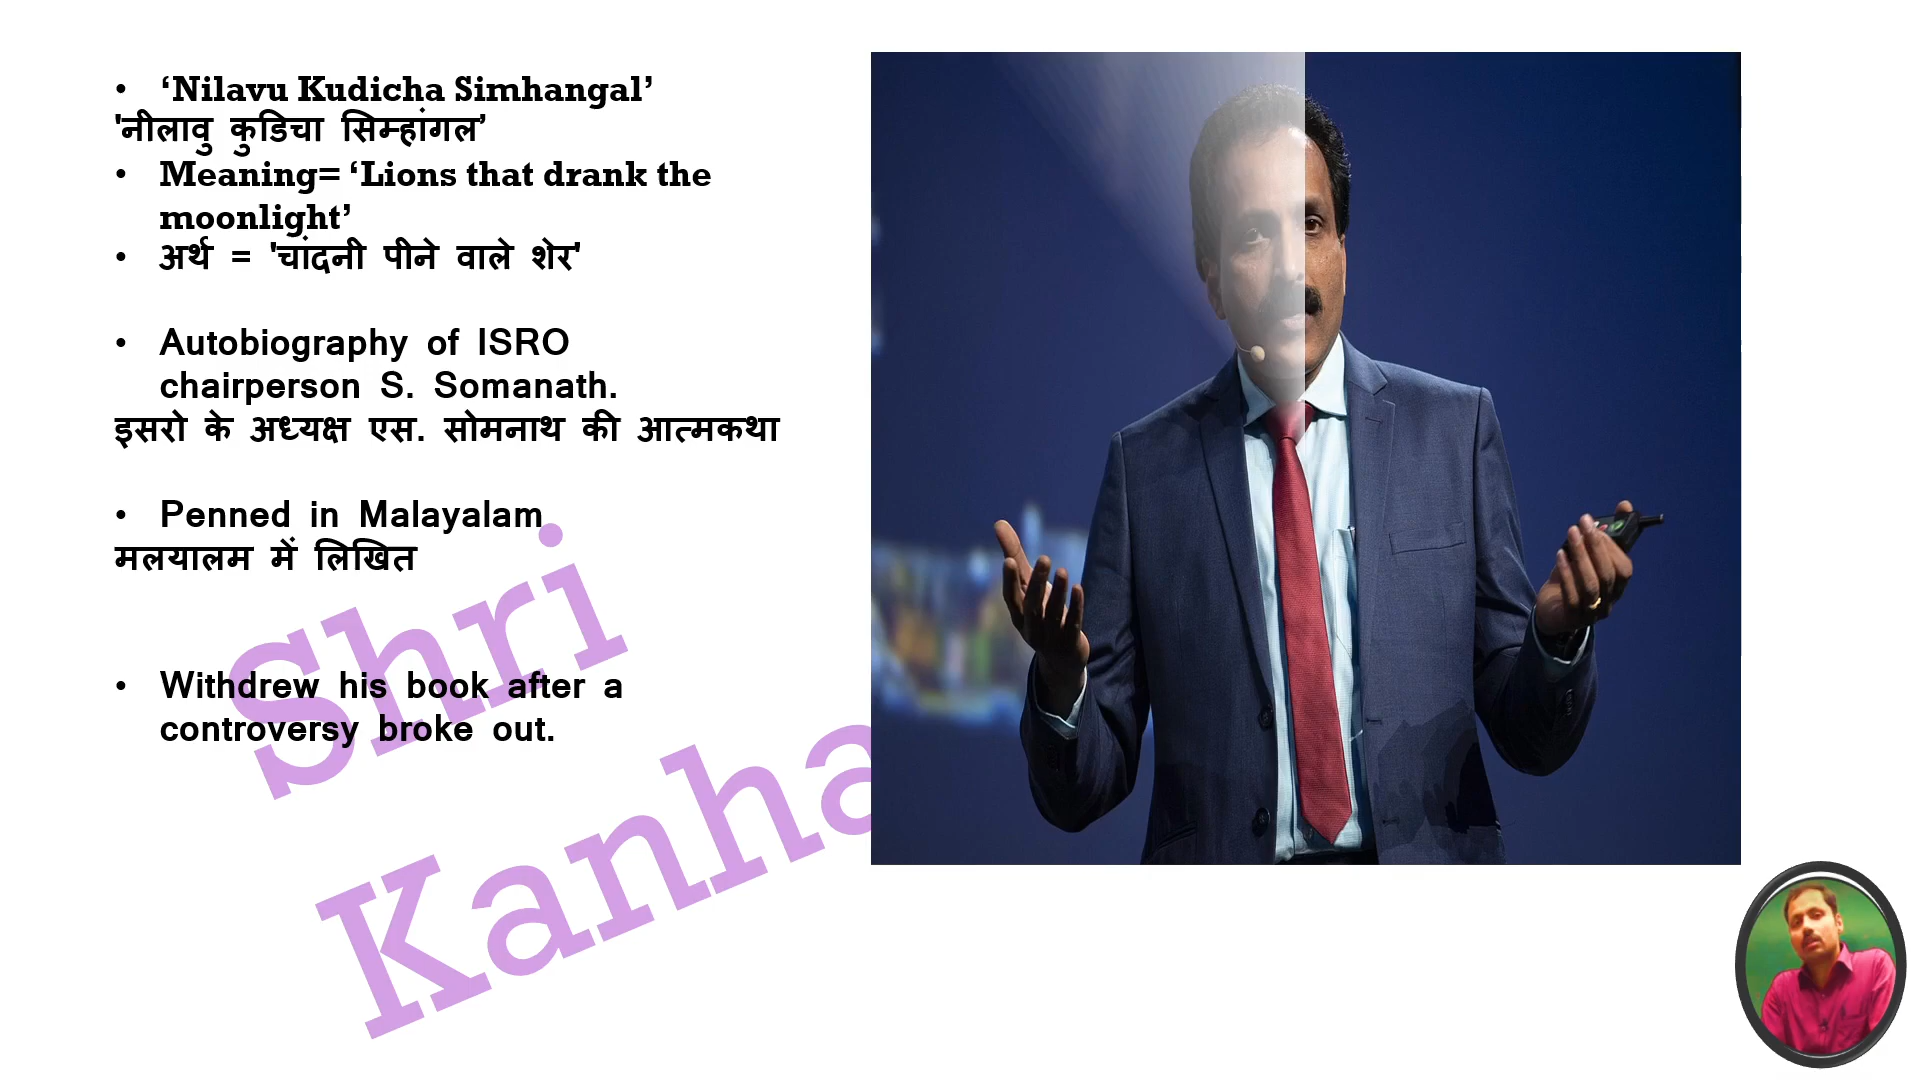 • ‘Nilavu Kudicha Simhangal’
'नीलावु कुडिचा सिम्हांगल’
• Meaning= ‘Lions that drank the
moonlight’
• अर्थ = 'चांदनी पीने वाले शेर'
• Autobiography of ISRO
chairperson S. Somanath.
इसरो के अध्यक्ष एस. सोमनाथ की आत्मकथा
• Penned in Malayalam
मलयालम में लिखित
• Withdrew his book after a
controversy broke out.
Shri
Kanha